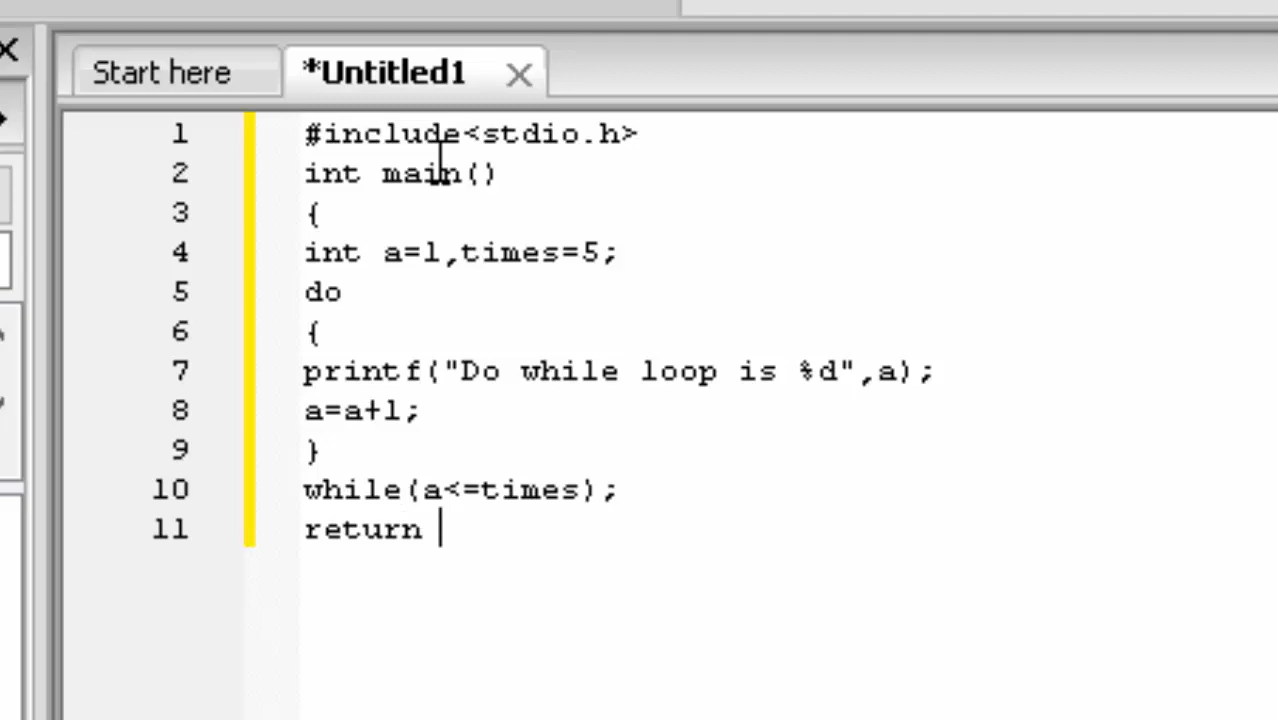 Start here
*Untitled1
1 #include<stdio.h>
2 int main()
3 {
4 int a=1,times=5;
5 do
6 {
7 printf("Do while loop is %d",a);
8 a=a+1;
9 }
10 while(a<=times);
11 return